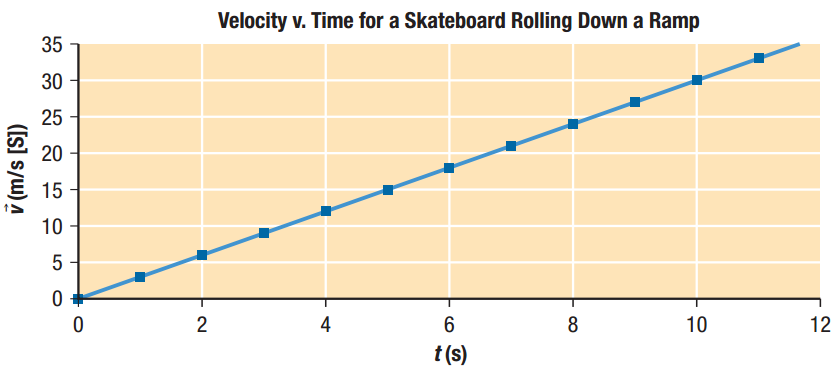 Velocity v. Time for a Skateboard Rolling Down a Ramp
35
30
25
20
15
10
5
0
v⃗ (m/s [S])
0 2 4 6 8 10 12
t (s)